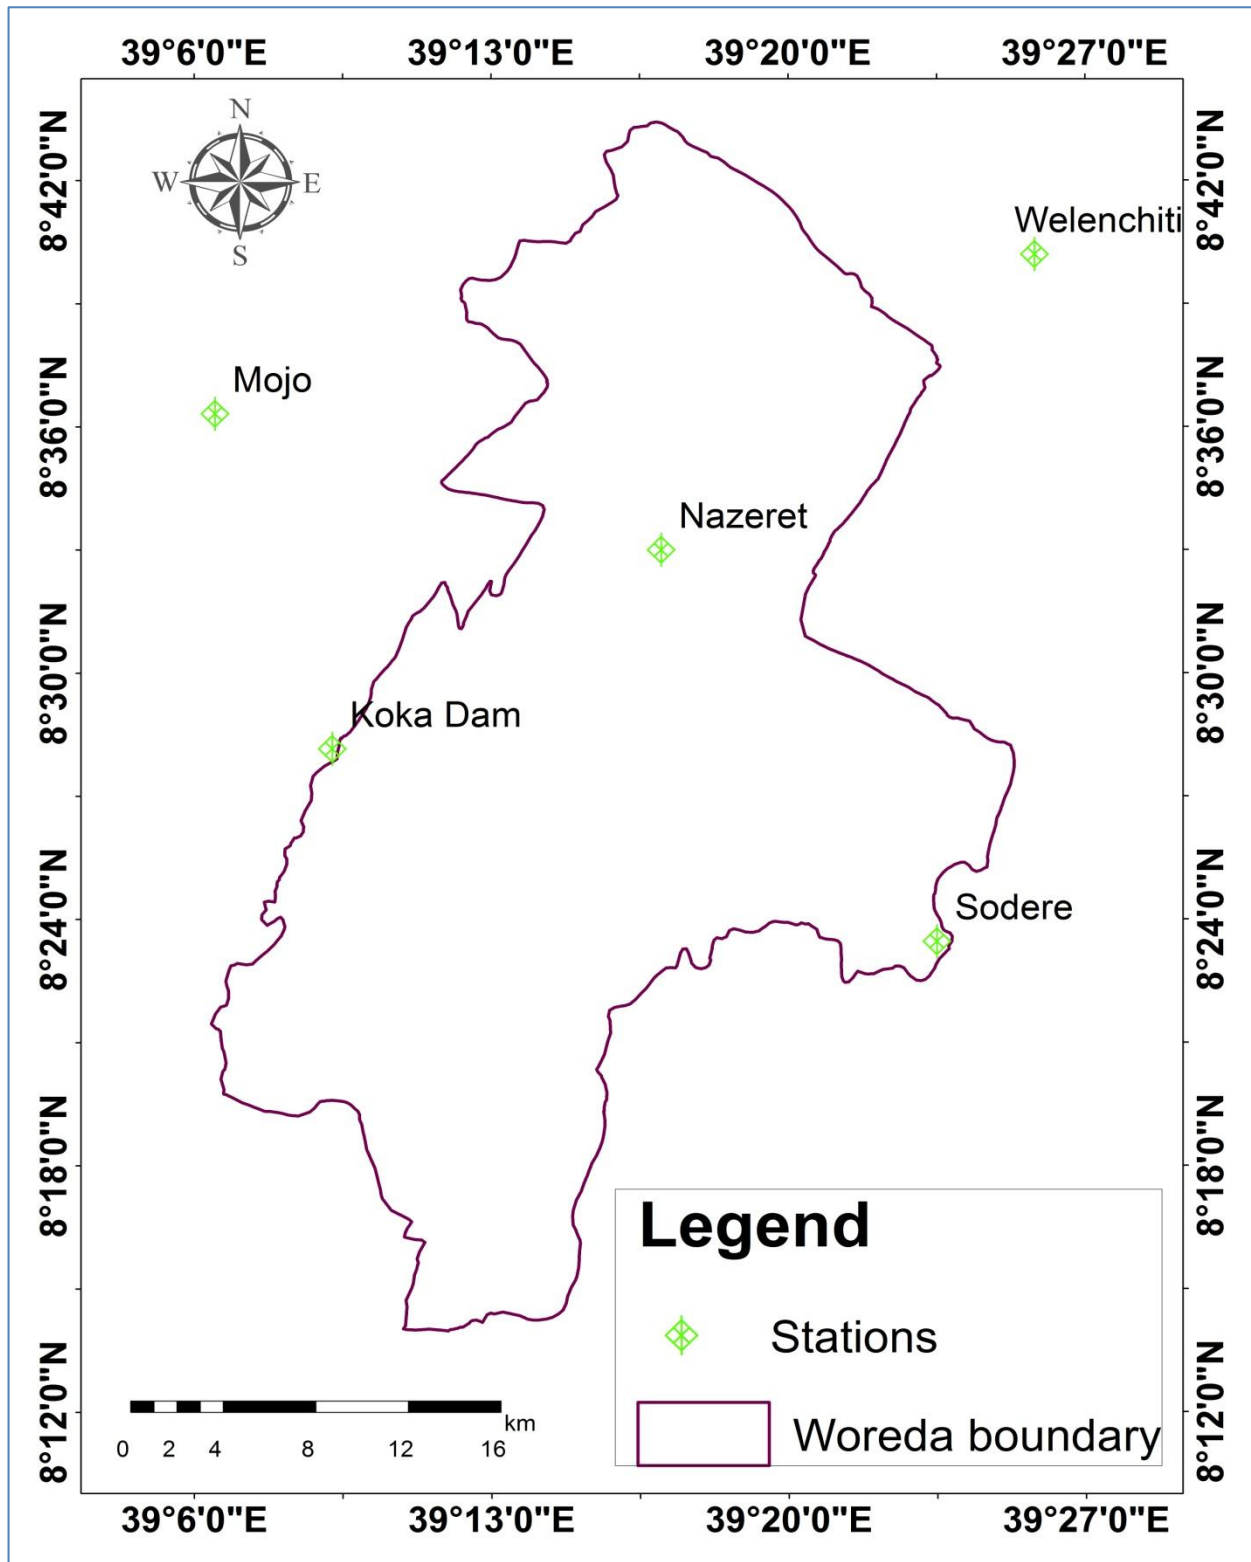 39°6'0"E 39°13'0"E 39°20'0"E 39°27'0"E
N
W E
S
8°42'0"N 8°42'0"N
Welenchiti
Mojo
8°36'0"N 8°36'0"N
Nazeret
8°30'0"N 8°30'0"N
Koka Dam
Sodere
8°24'0"N 8°24'0"N
8°18'0"N 8°18'0"N
Legend
Stations
Woreda boundary
8°12'0"N 8°12'0"N
km
0 2 4 8 12 16
39°6'0"E 39°13'0"E 39°20'0"E 39°27'0"E